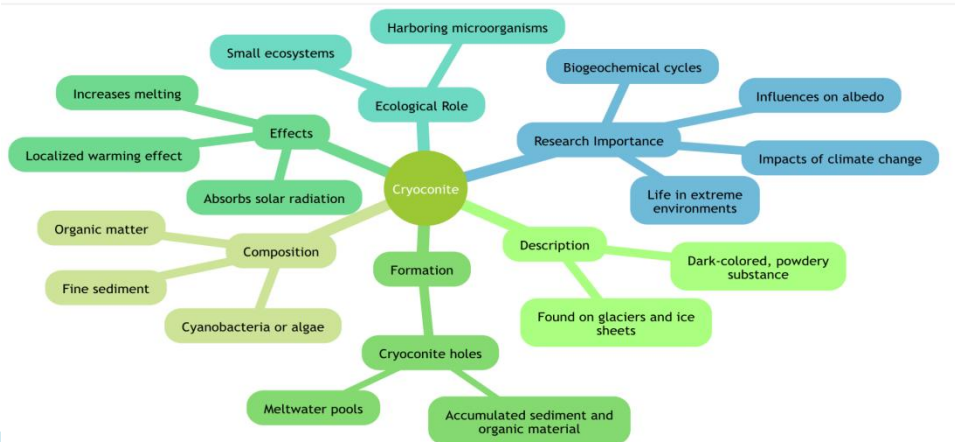 Harboring microorganisms
Small ecosystems
Ecological Role
Biogeochemical cycles
Influences on albedo
Research Importance
Impacts of climate change
Life in extreme
environments
Increases melting
Effects
Localized warming effect
Absorbs solar radiation
Cryoconite
Organic matter
Composition
Fine sediment
Cyanobacteria or algae
Formation
Cryoconite holes
Meltwater pools
Accumulated sediment and
organic material
Description
Dark-colored, powdery
substance
Found on glaciers and ice
sheets